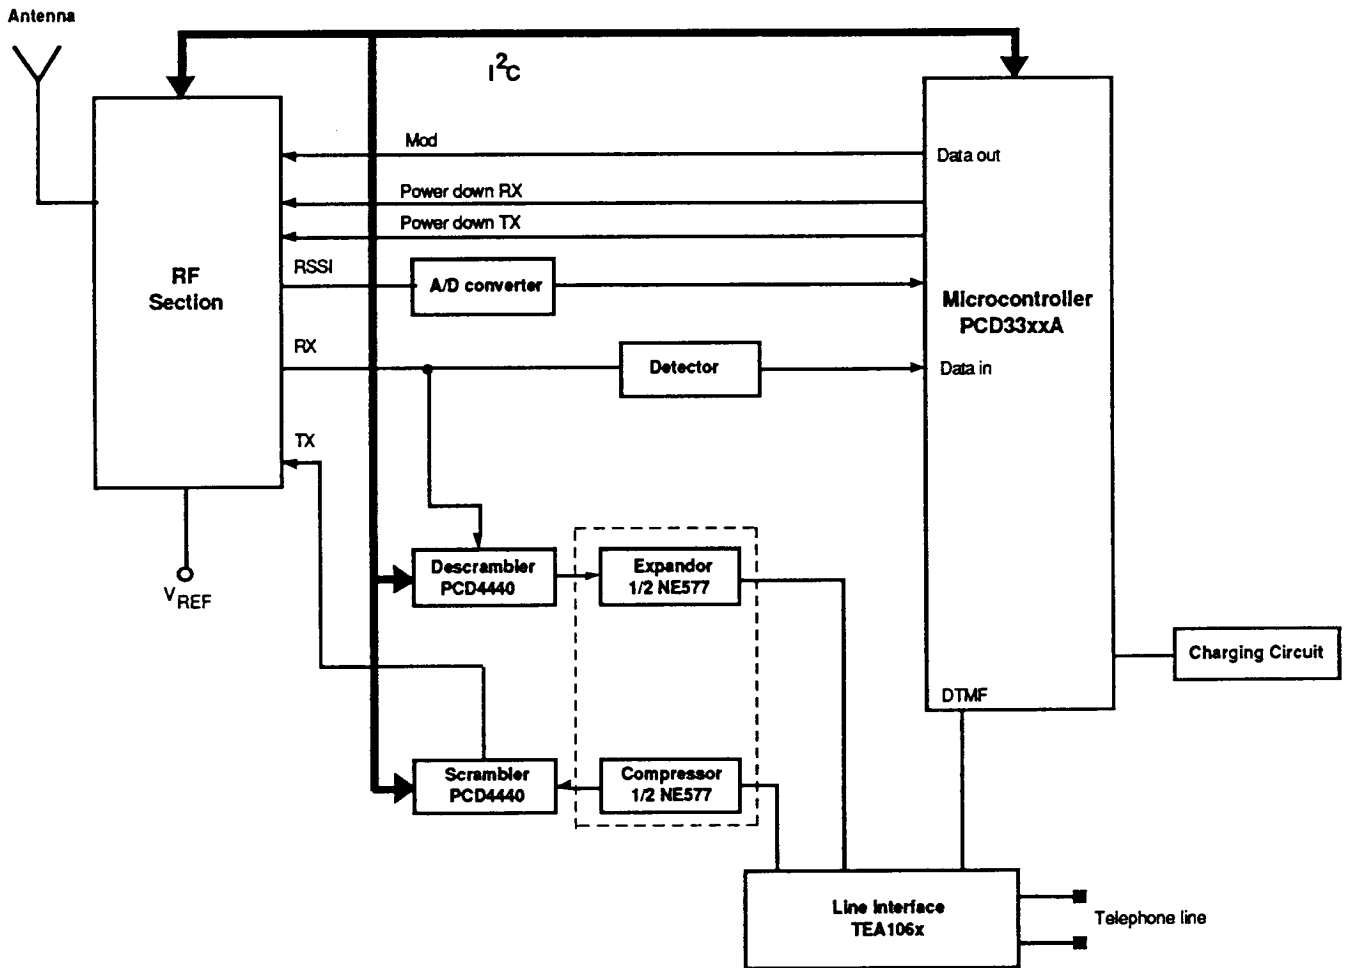 Antenna
I²C
Mod
Data out
Power down RX
Power down TX
RSSI
A/D converter
RF
Section
Microcontroller
PCD33xxA
RX
Detector
Data in
TX
Descrambler
PCD4440
Expandor
1/2 NE577
VREF
Charging Circuit
DTMF
Scrambler
PCD4440
Compressor
1/2 NE577
Line Interface
TEA106x
Telephone line